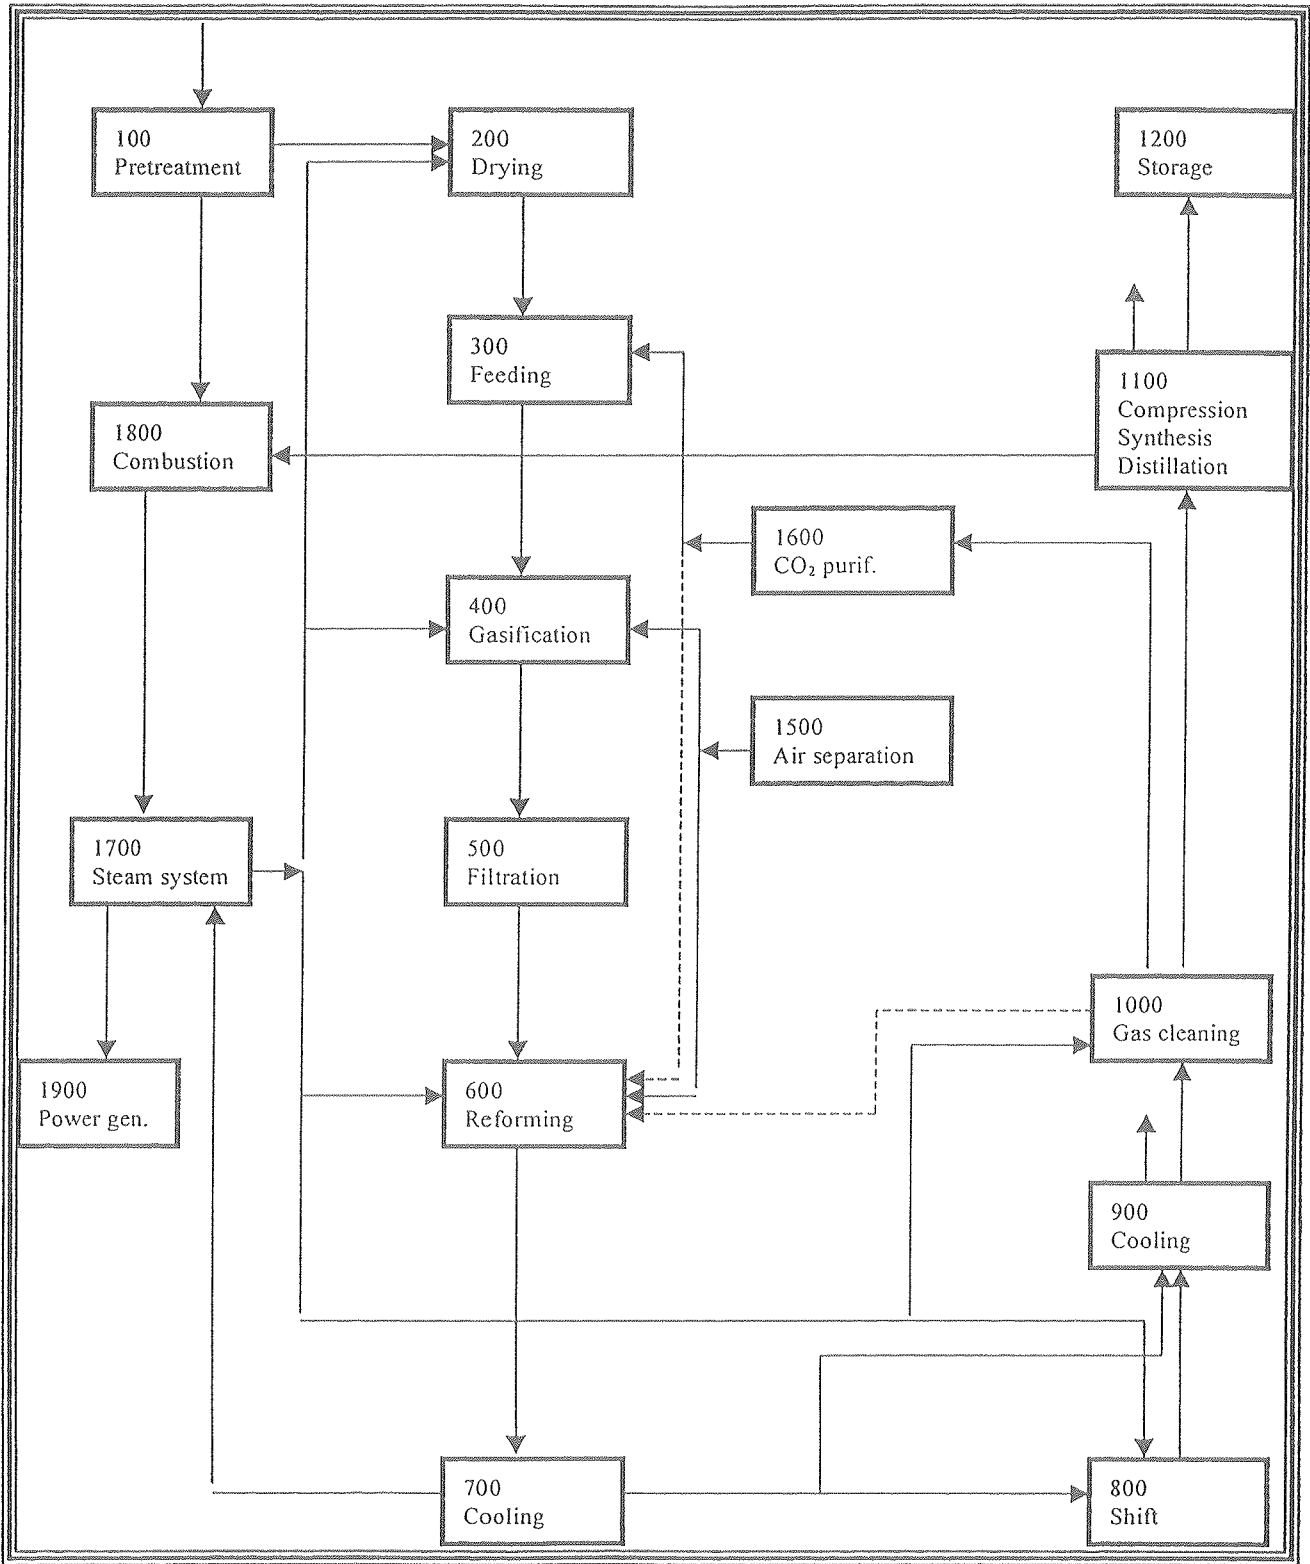 100
Pretreatment
200
Drying
1200
Storage
300
Feeding
1100
Compression
Synthesis
Distillation
1800
Combustion
1600
CO₂ purif.
400
Gasification
1500
Air separation
1700
Steam system
500
Filtration
1000
Gas cleaning
1900
Power gen.
600
Reforming
900
Cooling
700
Cooling
800
Shift